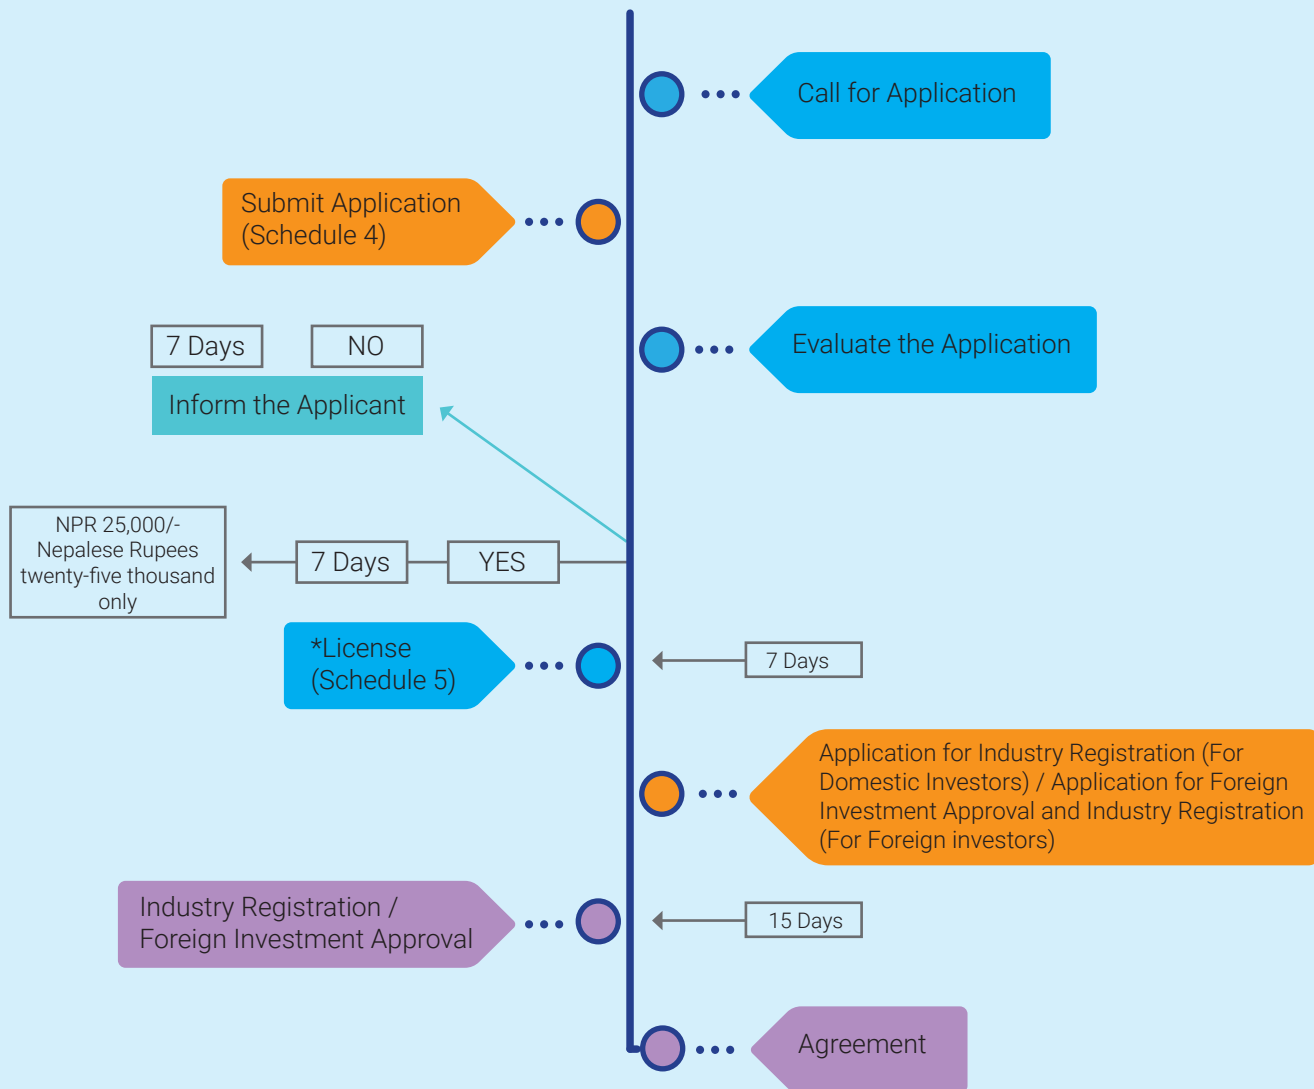 Call for Application
Submit Application
(Schedule 4)
7 Days
NO
Evaluate the Application
Inform the Applicant
NPR 25,000/-
Nepalese Rupees
twenty-five thousand
only
7 Days
YES
*License
(Schedule 5)
7 Days
Application for Industry Registration (For
Domestic Investors) / Application for Foreign
Investment Approval and Industry Registration
(For Foreign investors)
Industry Registration /
Foreign Investment Approval
15 Days
Agreement